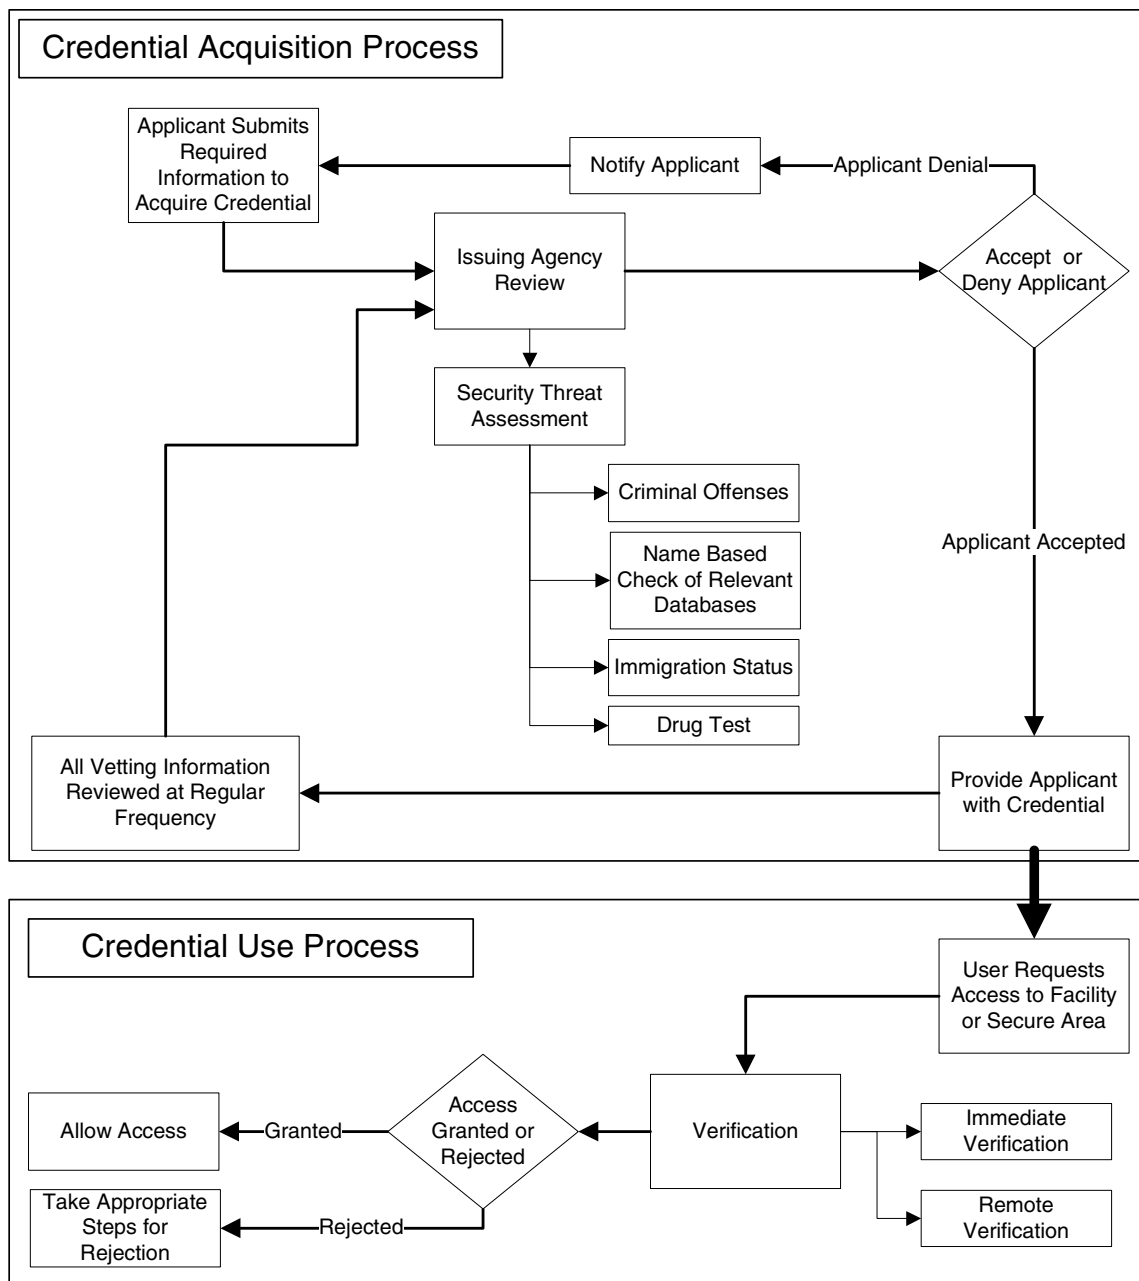 Credential Acquisition Process
Applicant Submits
Required
Information to
Acquire Credential
Notify Applicant
Applicant Denial
Issuing Agency
Review
Accept or
Deny Applicant
Security Threat
Assessment
Criminal Offenses
Name Based
Check of Relevant
Databases
Applicant Accepted
Immigration Status
Drug Test
All Vetting Information
Reviewed at Regular
Frequency
Provide Applicant
with Credential
Credential Use Process
User Requests
Access to Facility
or Secure Area
Allow Access
Granted
Access
Granted or
Rejected
Verification
Immediate
Verification
Take Appropriate
Steps for
Rejection
Rejected
Remote
Verification